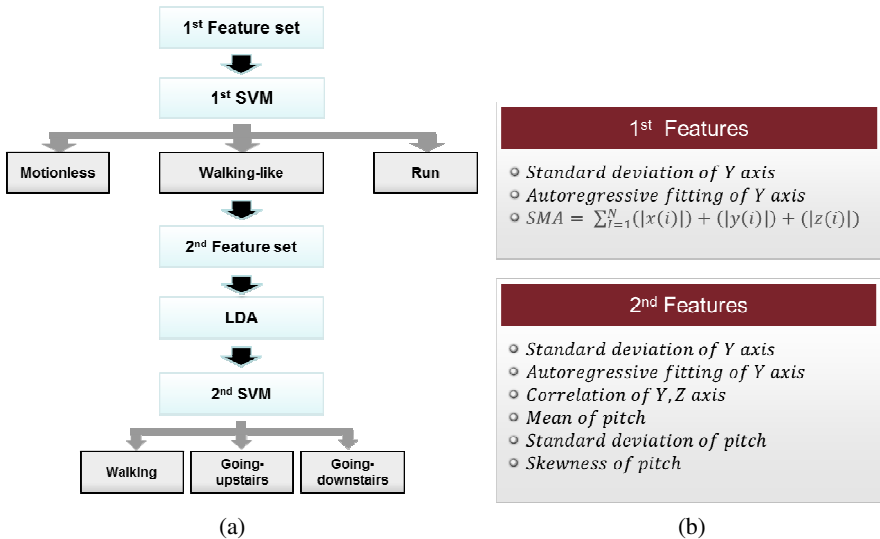 1st Feature set
1st SVM
Motionless
Walking-like
Run
2nd Feature set
LDA
2nd SVM
Walking
Going-
upstairs
Going-
downstairs
(a)
1st Features
Standard deviation of Y axis
Autoregressive fitting of Y axis
SMA = ∑_{I=1}^{N}(|x(i)|) + (|y(i)|) + (|z(i)|)
2nd Features
Standard deviation of Y axis
Autoregressive fitting of Y axis
Correlation of Y, Z axis
Mean of pitch
Standard deviation of pitch
Skewness of pitch
(b)